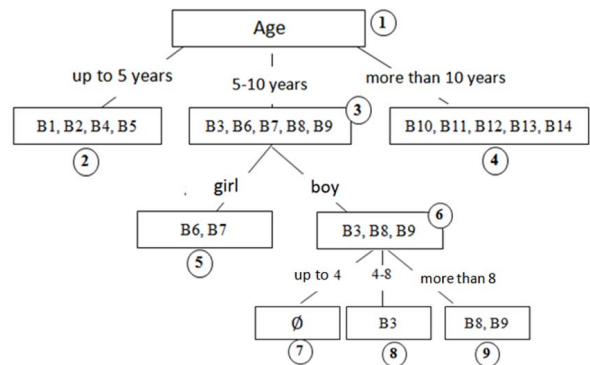 Age
1
up to 5 years
5-10 years
more than 10 years
B1, B2, B4, B5
B3, B6, B7, B8, B9
3
B10, B11, B12, B13, B14
2
4
girl
boy
B6, B7
B3, B8, B9
6
5
up to 4
4-8
more than 8
Ø
B3
B8, B9
7
8
9